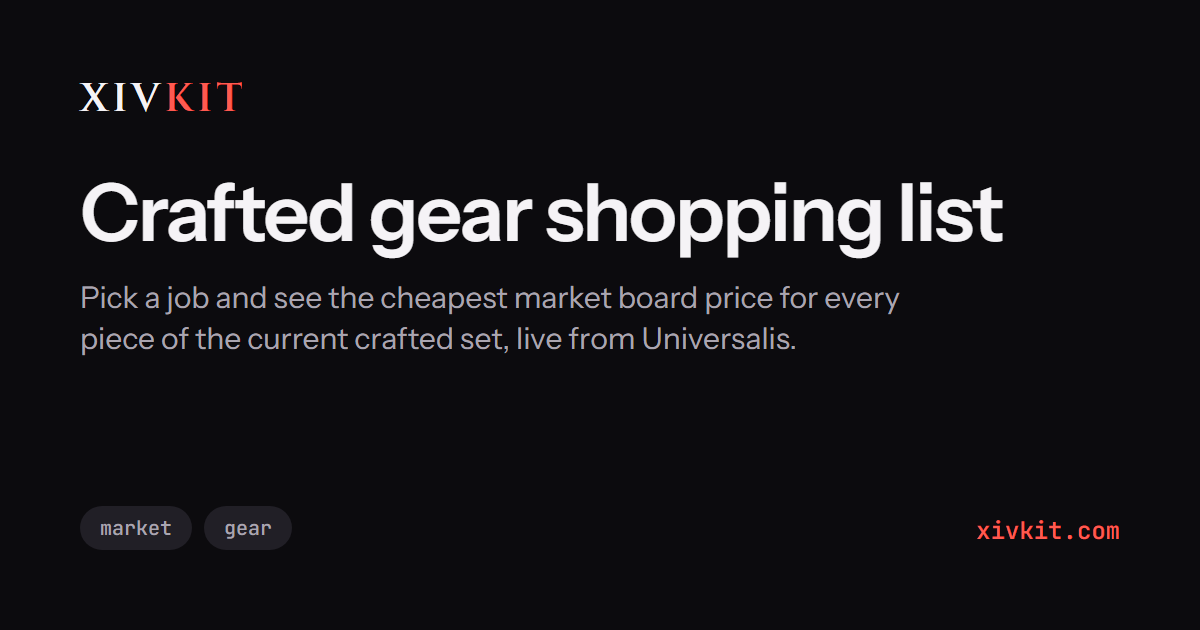 XIVKIT
Crafted gear shopping list
Pick a job and see the cheapest market board price for every
piece of the current crafted set, live from Universalis.
market
gear
xivkit.com